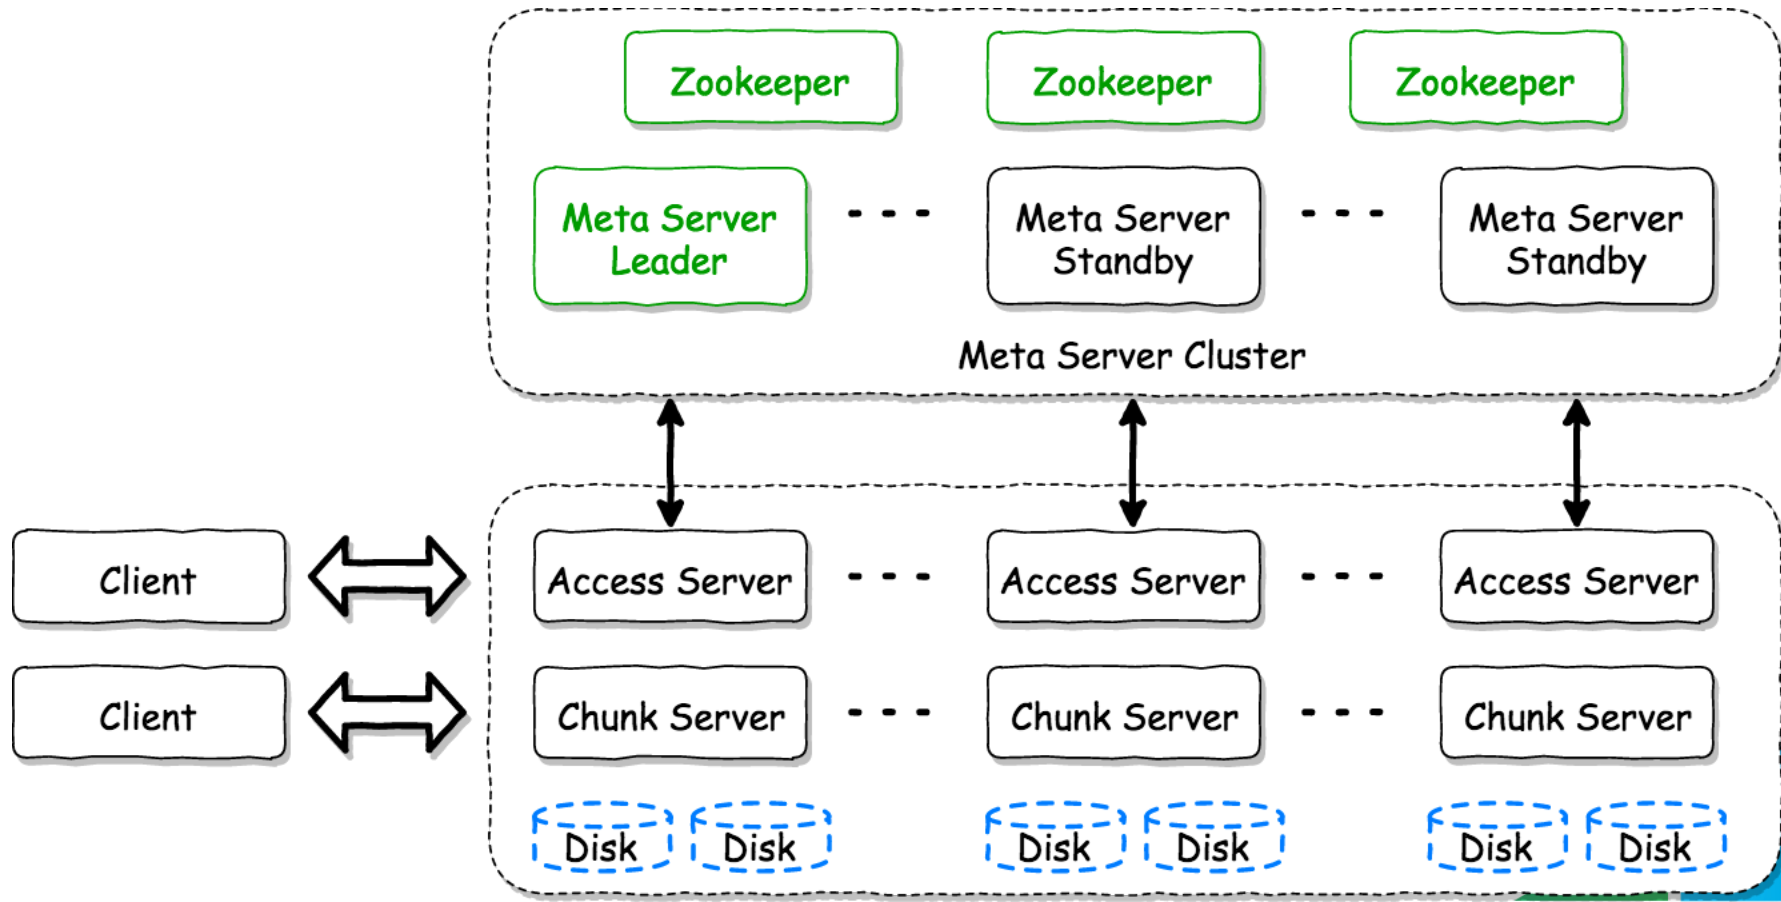 Zookeeper
Zookeeper
Zookeeper
Meta Server
Leader
- - -
Meta Server
Standby
- - -
Meta Server
Standby
Meta Server Cluster
Client
Access Server
- - -
Access Server
- - -
Access Server
Client
Chunk Server
- - -
Chunk Server
- - -
Chunk Server
Disk
Disk
Disk
Disk
Disk
Disk